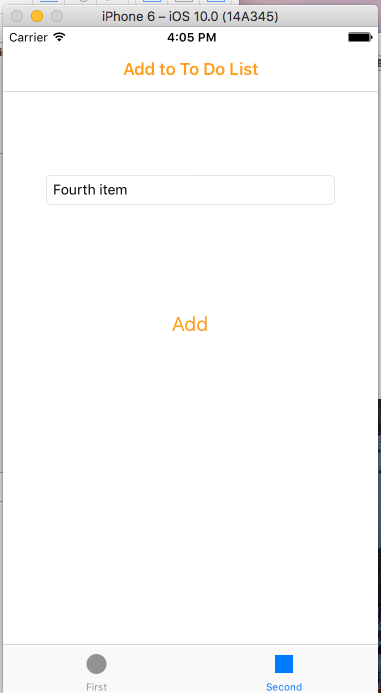 iPhone 6 – iOS 10.0 (14A345)
Carrier 4:05 PM
Add to To Do List
Fourth item
Add
First Second